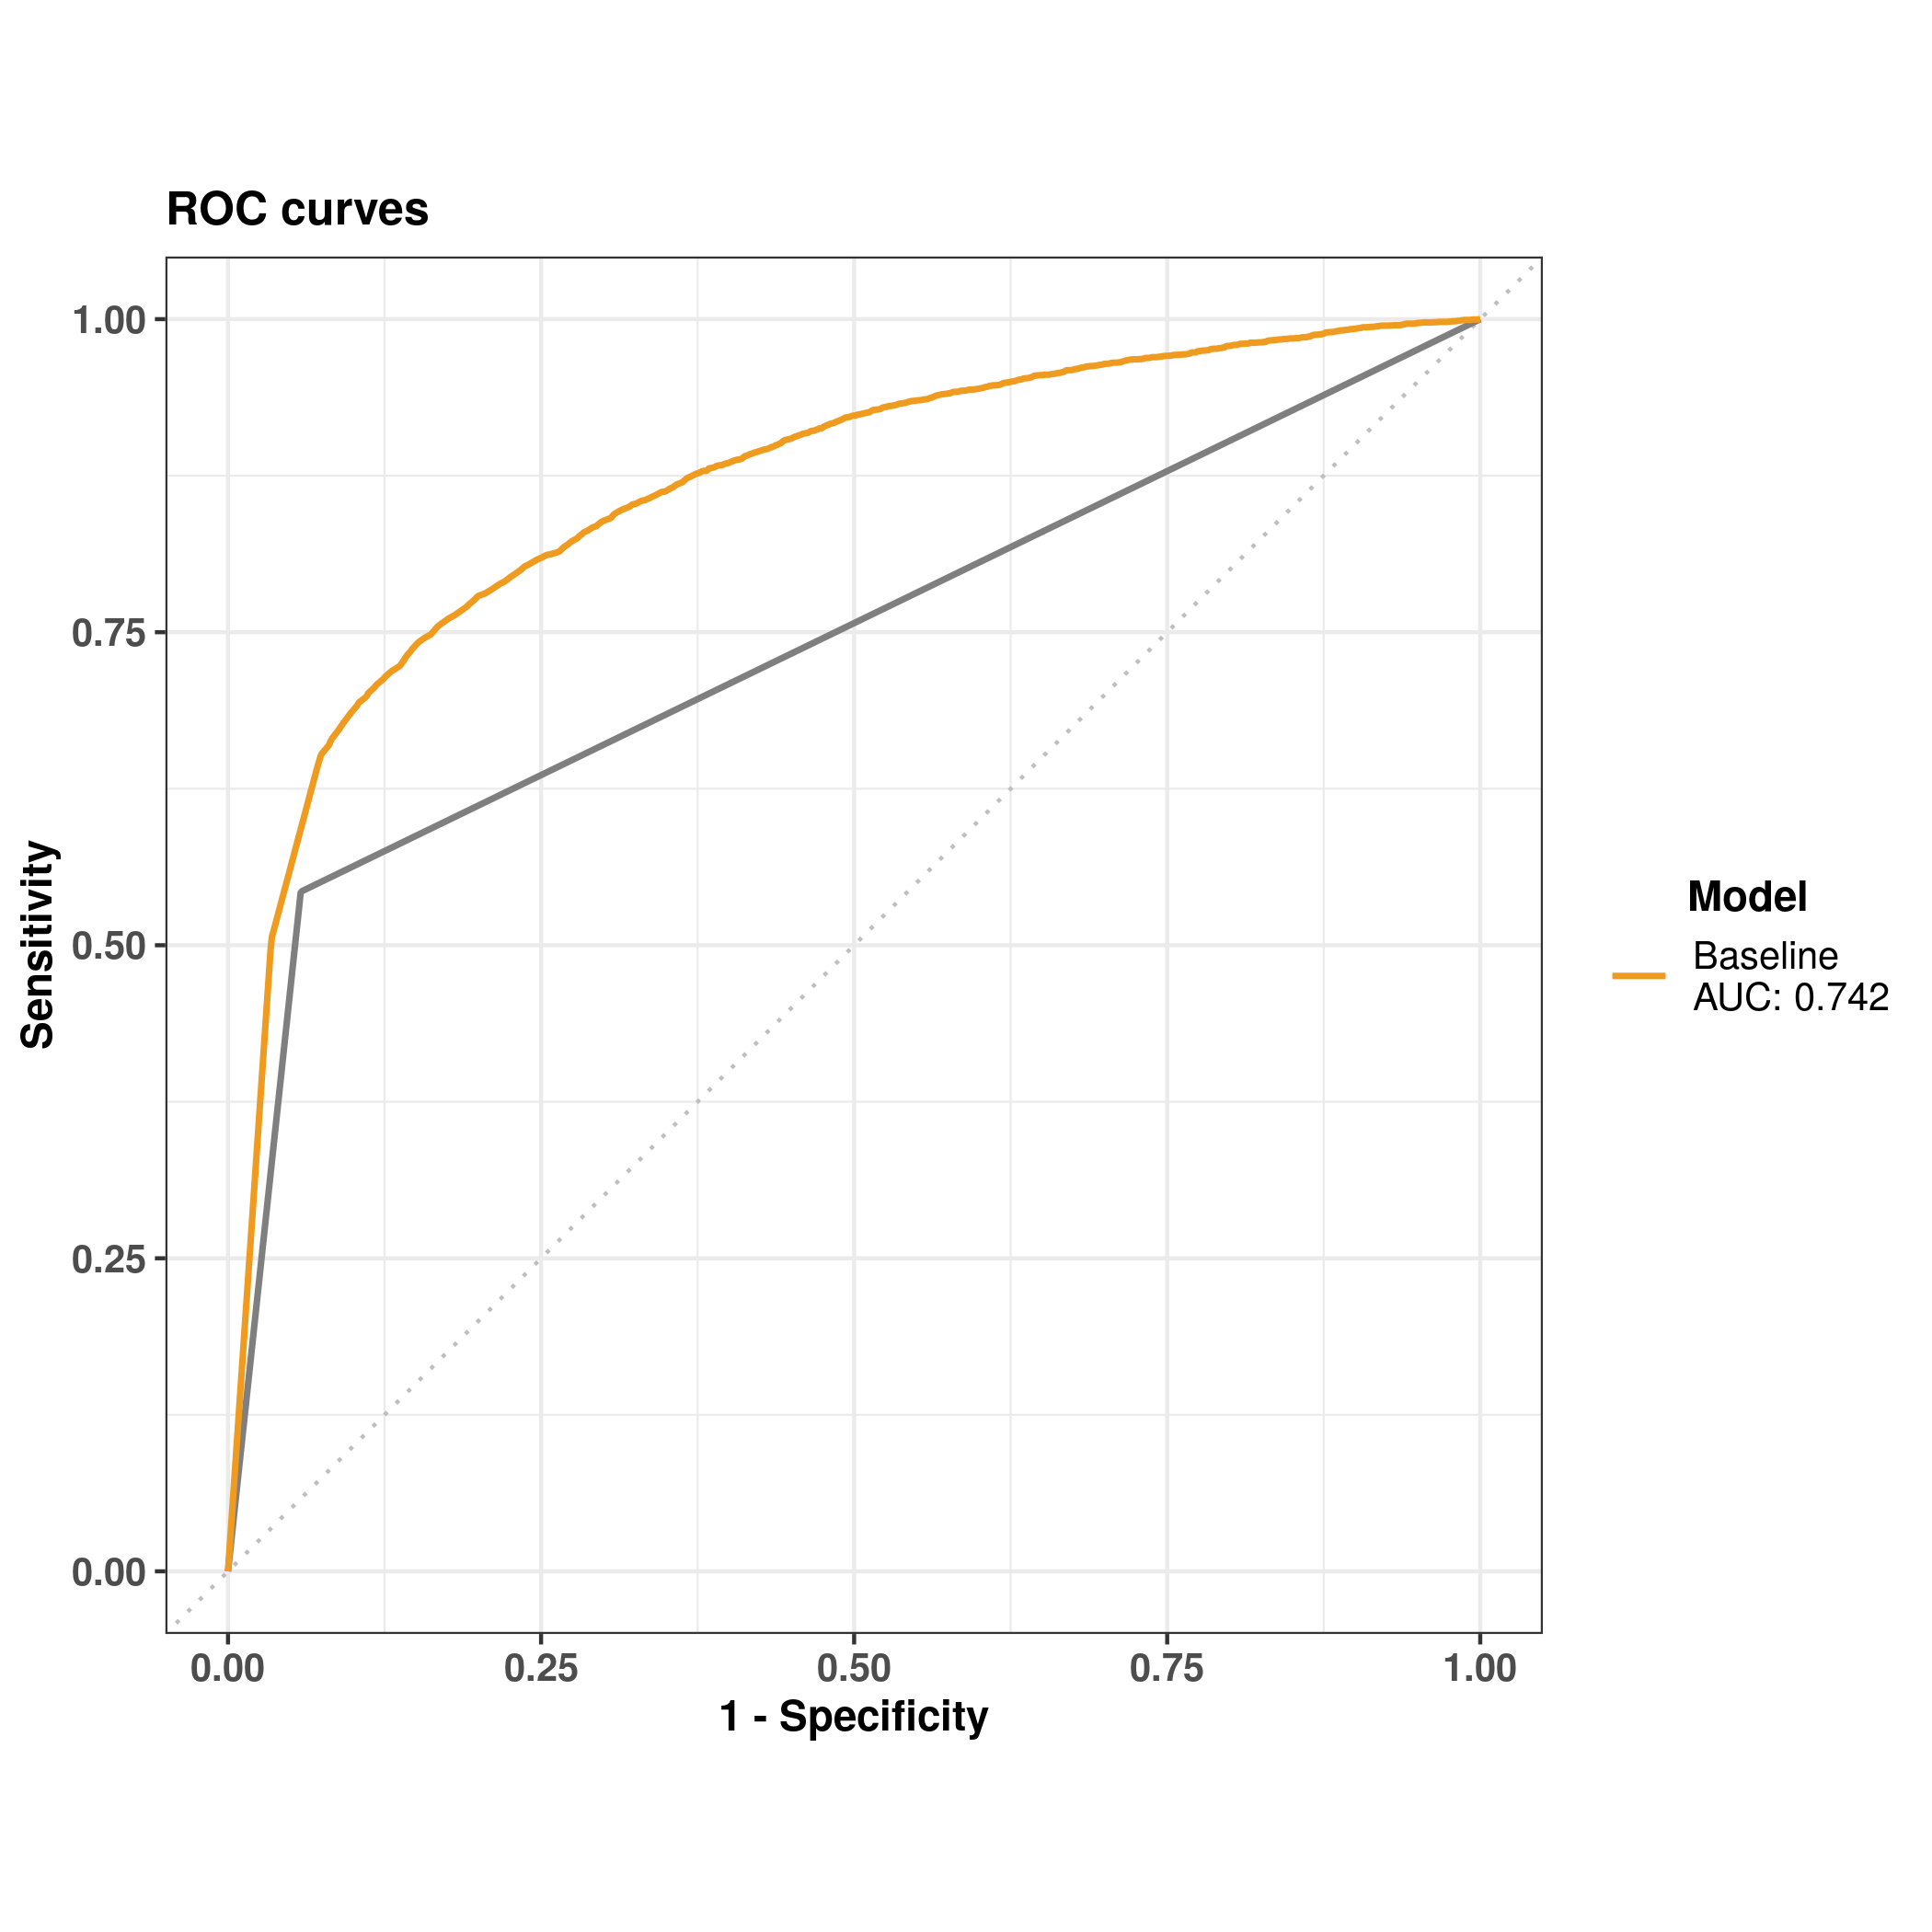 ROC curves
1.00
0.75
0.50
0.25
0.00
Sensitivity
0.00 0.25 0.50 0.75 1.00
1 - Specificity
Model
Baseline
AUC: 0.742